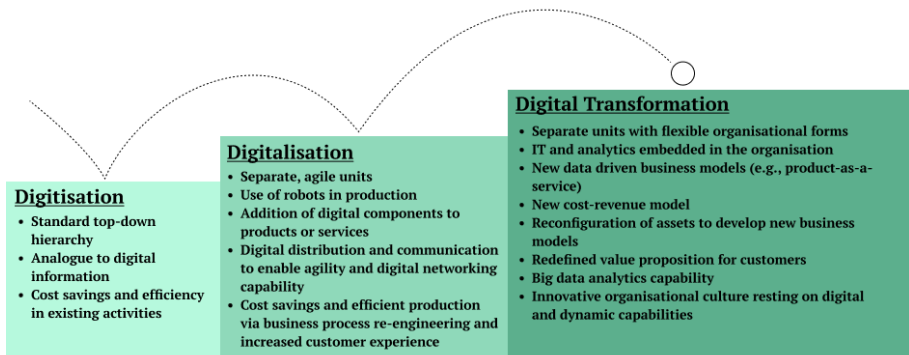 Digitisation
• Standard top-down
hierarchy
• Analogue to digital
information
• Cost savings and efficiency
in existing activities
Digitalisation
• Separate, agile units
• Use of robots in production
• Addition of digital components to
products or services
• Digital distribution and communication
to enable agility and digital networking
capability
• Cost savings and efficient production
via business process re-engineering and
increased customer experience
Digital Transformation
• Separate units with flexible organisational forms
• IT and analytics embedded in the organisation
• New data driven business models (e.g., product-as-a-
service)
• New cost-revenue model
• Reconfiguration of assets to develop new business
models
• Redefined value proposition for customers
• Big data analytics capability
• Innovative organisational culture resting on digital
and dynamic capabilities